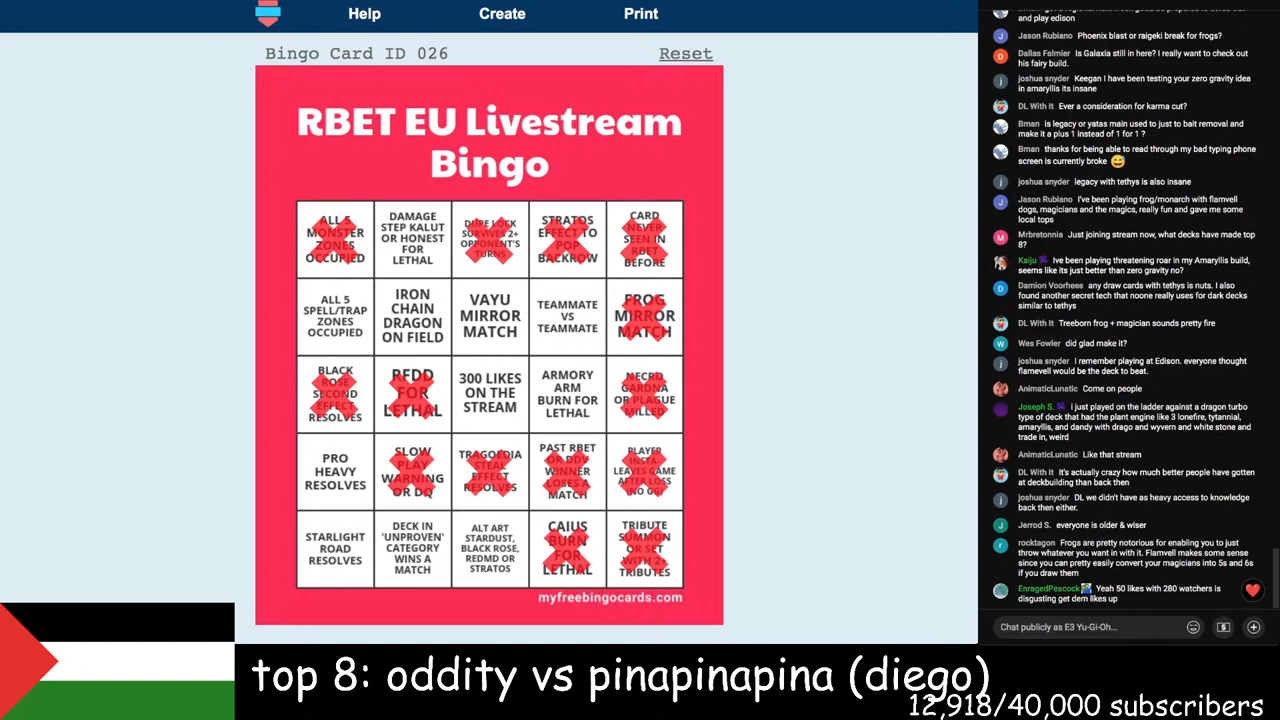 Help
Create
Print
Bingo Card ID 026
Reset
RBET EU Livestream
Bingo
ALL 5
MONSTER
ZONES
OCCUPIED
DAMAGE
STEP KALUT
OR HONEST
FOR
LETHAL
DUPE LOCK
SURVIVES 2+
OPPONENT'S
TURNS
STRATOS
EFFECT TO
POP
BACKROW
CARD
NEVER
SEEN IN
RBET
BEFORE
ALL 5
SPELL/TRAP
ZONES
OCCUPIED
IRON
CHAIN
DRAGON
ON FIELD
VAYU
MIRROR
MATCH
TEAMMATE
VS
TEAMMATE
FROG
MIRROR
MATCH
BLACK
ROSE
SECOND
EFFECT
RESOLVES
FOR
LETHAL
300 LIKES
ON THE
STREAM
ARMORY
ARM
BURN FOR
LETHAL
NECRO
GARDNA
OR PLAGUE
MILLED
PRO
HEAVY
RESOLVES
SLOW
PLAY
WARNING
OR DQ
TRAGOEDIA
STEAL
EFFECT
RESOLVES
PAST RBET
OR DDV
WINNER
LOSES A
MATCH
PLAYER
INSTA-
LEAVES GAME
AFTER LOSS
(NO GG)
STARLIGHT
ROAD
RESOLVES
DECK IN
'UNPROVEN'
CATEGORY
WINS A
MATCH
ALT ART
STARDUST,
BLACK ROSE,
REDMD OR
STRATOS
CAIUS
BURN
FOR
LETHAL
TRIBUTE
SUMMON
OR SET
WITH 2+
TRIBUTES
myfreebingocards.com
and play edison
Jason Rubiano Phoenix blast or raigeki break for frogs?
Dallas Falmier Is Galaxia still in here? I really want to check out
his fairy build.
joshua snyder Keegan I have been testing your zero gravity idea
in amaryllis its insane
DL With It Ever a consideration for karma cut?
Bman is legacy or yatas main used to just to bait removal and
make it a plus 1 instead of 1 for 1 ?
Bman thanks for being able to read through my bad typing phone
screen is currently broke 😅
joshua snyder legacy with tethys is also insane
Jason Rubiano I've been playing frog/monarch with flamvell
dogs, magicians and the magics, really fun and gave me some
local tops
Mrbretonnia Just joining stream now, what decks have made top
8?
Kaiju Ive been playing threatening roar in my Amaryllis build,
seems like its just better than zero gravity no?
Damion Voorhees any draw cards with tethys is nuts. I also
found another secret tech that noone really uses for dark decks
similar to tethys
DL With It Treeborn frog + magician sounds pretty fire
Wes Fowler did glad make it?
joshua snyder I remember playing at Edison. everyone thought
flamevell would be the deck to beat.
AnimaticLunatic Come on people
Joseph S. i just played on the ladder against a dragon turbo
type of deck that had the plant engine like 3 lonefire, tytannial,
amaryllis, and dandy with drago and wyvern and white stone and
trade in, weird
AnimaticLunatic Like that stream
DL With It It's actually crazy how much better people have gotten
at deckbuilding than back then
joshua snyder DL we didn't have as heavy access to knowledge
back then either.
Jerrod S. everyone is older & wiser
rocktagon Frogs are pretty notorious for enabling you to just
throw whatever you want in with it. Flamvell makes some sense
since you can pretty easily convert your magicians into 5s and 6s
if you draw them
EnragedPeacock Yeah 50 likes with 280 watchers is
disgusting get dem likes up
Chat publicly as E3 Yu-Gi-Oh...
top 8: oddity vs pinapinapina (diego)
12,918/40,000 subscribers